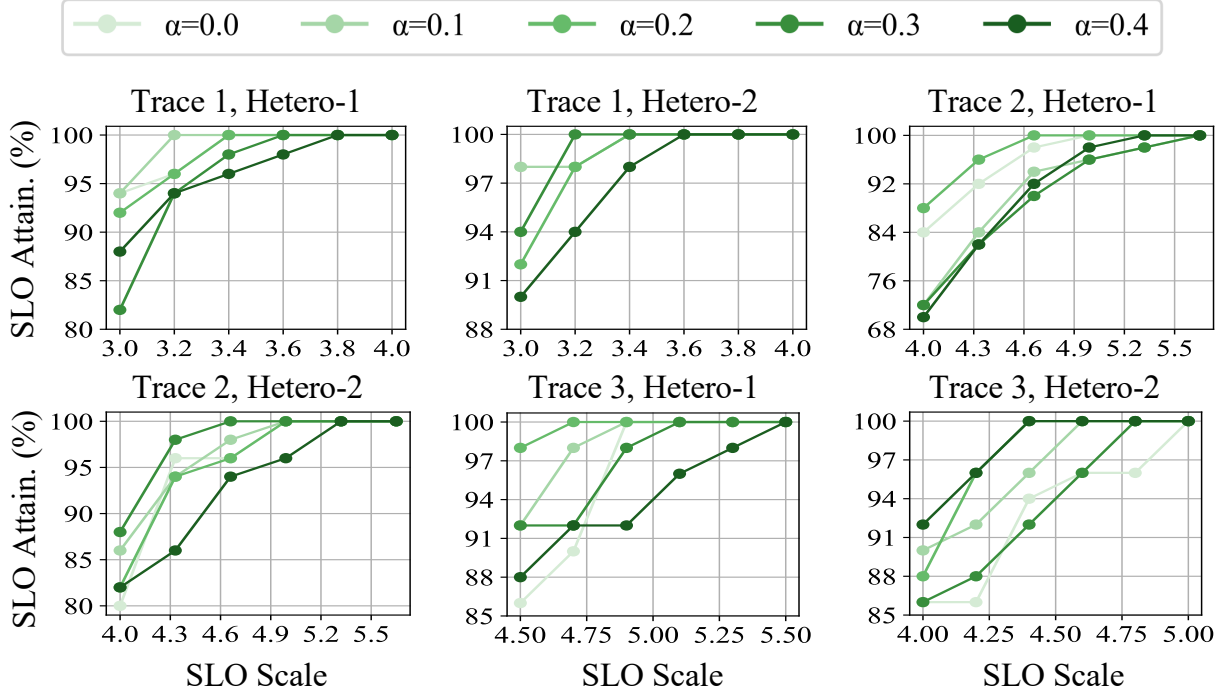 α=0.0 α=0.1 α=0.2 α=0.3 α=0.4
Trace 1, Hetero-1
SLO Attain. (%)
100
95
90
85
80
3.0 3.2 3.4 3.6 3.8 4.0
Trace 1, Hetero-2
100
97
94
91
88
3.0 3.2 3.4 3.6 3.8 4.0
Trace 2, Hetero-1
100
92
84
76
68
4.0 4.3 4.6 4.9 5.2 5.5
Trace 2, Hetero-2
SLO Attain. (%)
100
95
90
85
80
4.0 4.3 4.6 4.9 5.2 5.5
SLO Scale
Trace 3, Hetero-1
100
97
94
91
88
85
4.50 4.75 5.00 5.25 5.50
SLO Scale
Trace 3, Hetero-2
100
97
94
91
88
85
4.00 4.25 4.50 4.75 5.00
SLO Scale